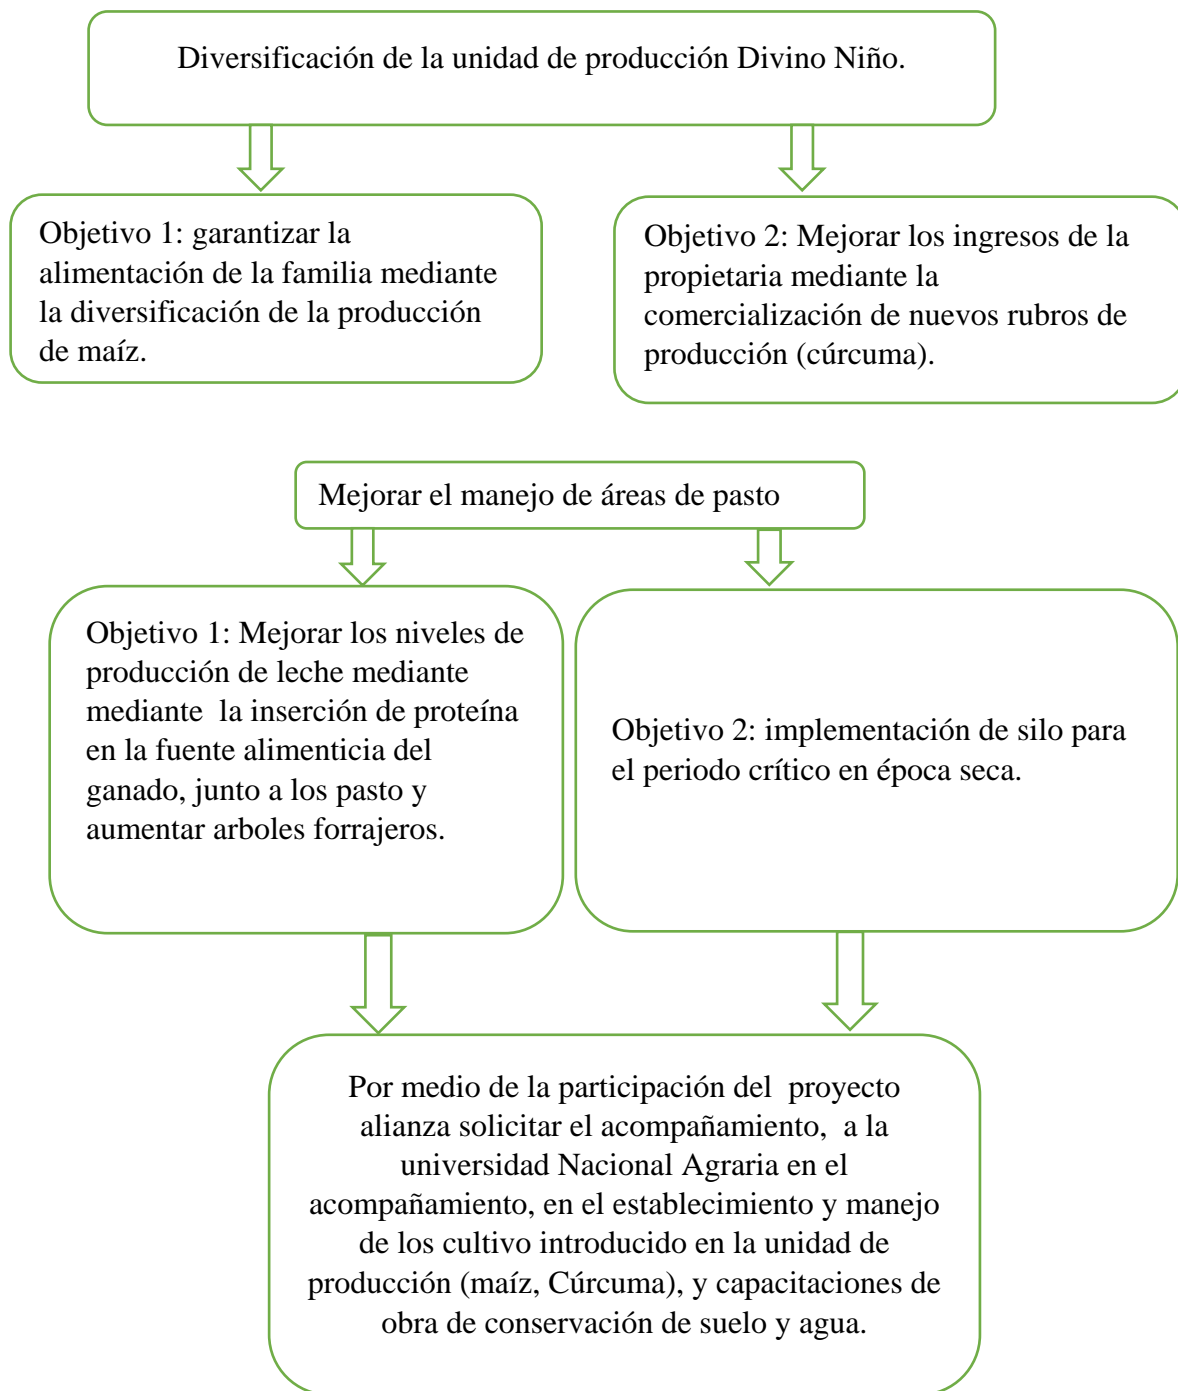 Diversificación de la unidad de producción Divino Niño.
Objetivo 1: garantizar la
alimentación de la familia mediante
la diversificación de la producción
de maíz.
Objetivo 2: Mejorar los ingresos de la
propietaria mediante la
comercialización de nuevos rubros de
producción (cúrcuma).
Mejorar el manejo de áreas de pasto
Objetivo 1: Mejorar los niveles de
producción de leche mediante
mediante  la inserción de proteína
en la fuente alimenticia del
ganado, junto a los pasto y
aumentar arboles forrajeros.
Objetivo 2: implementación de silo para
el periodo crítico en época seca.
Por medio de la participación del  proyecto
alianza solicitar el acompañamiento,  a la
universidad Nacional Agraria en el
acompañamiento, en el establecimiento y manejo
de los cultivo introducido en la unidad de
producción (maíz, Cúrcuma), y capacitaciones de
obra de conservación de suelo y agua.